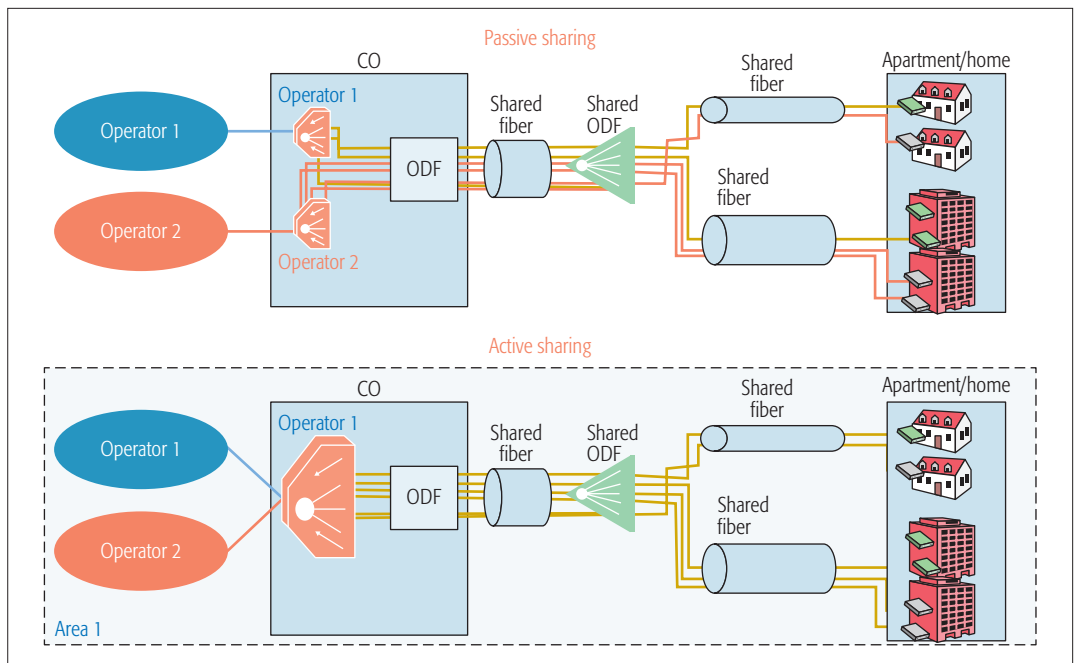 Passive sharing
CO
Apartment/home
Shared
fiber
Operator 1
Operator 1
Shared
fiber
Shared
ODF
ODF
Shared
fiber
Operator 2
Operator 2
Active sharing
CO
Apartment/home
Shared
fiber
Operator 1
Operator 1
Shared
fiber
Shared
ODF
ODF
Shared
fiber
Operator 2
Area 1